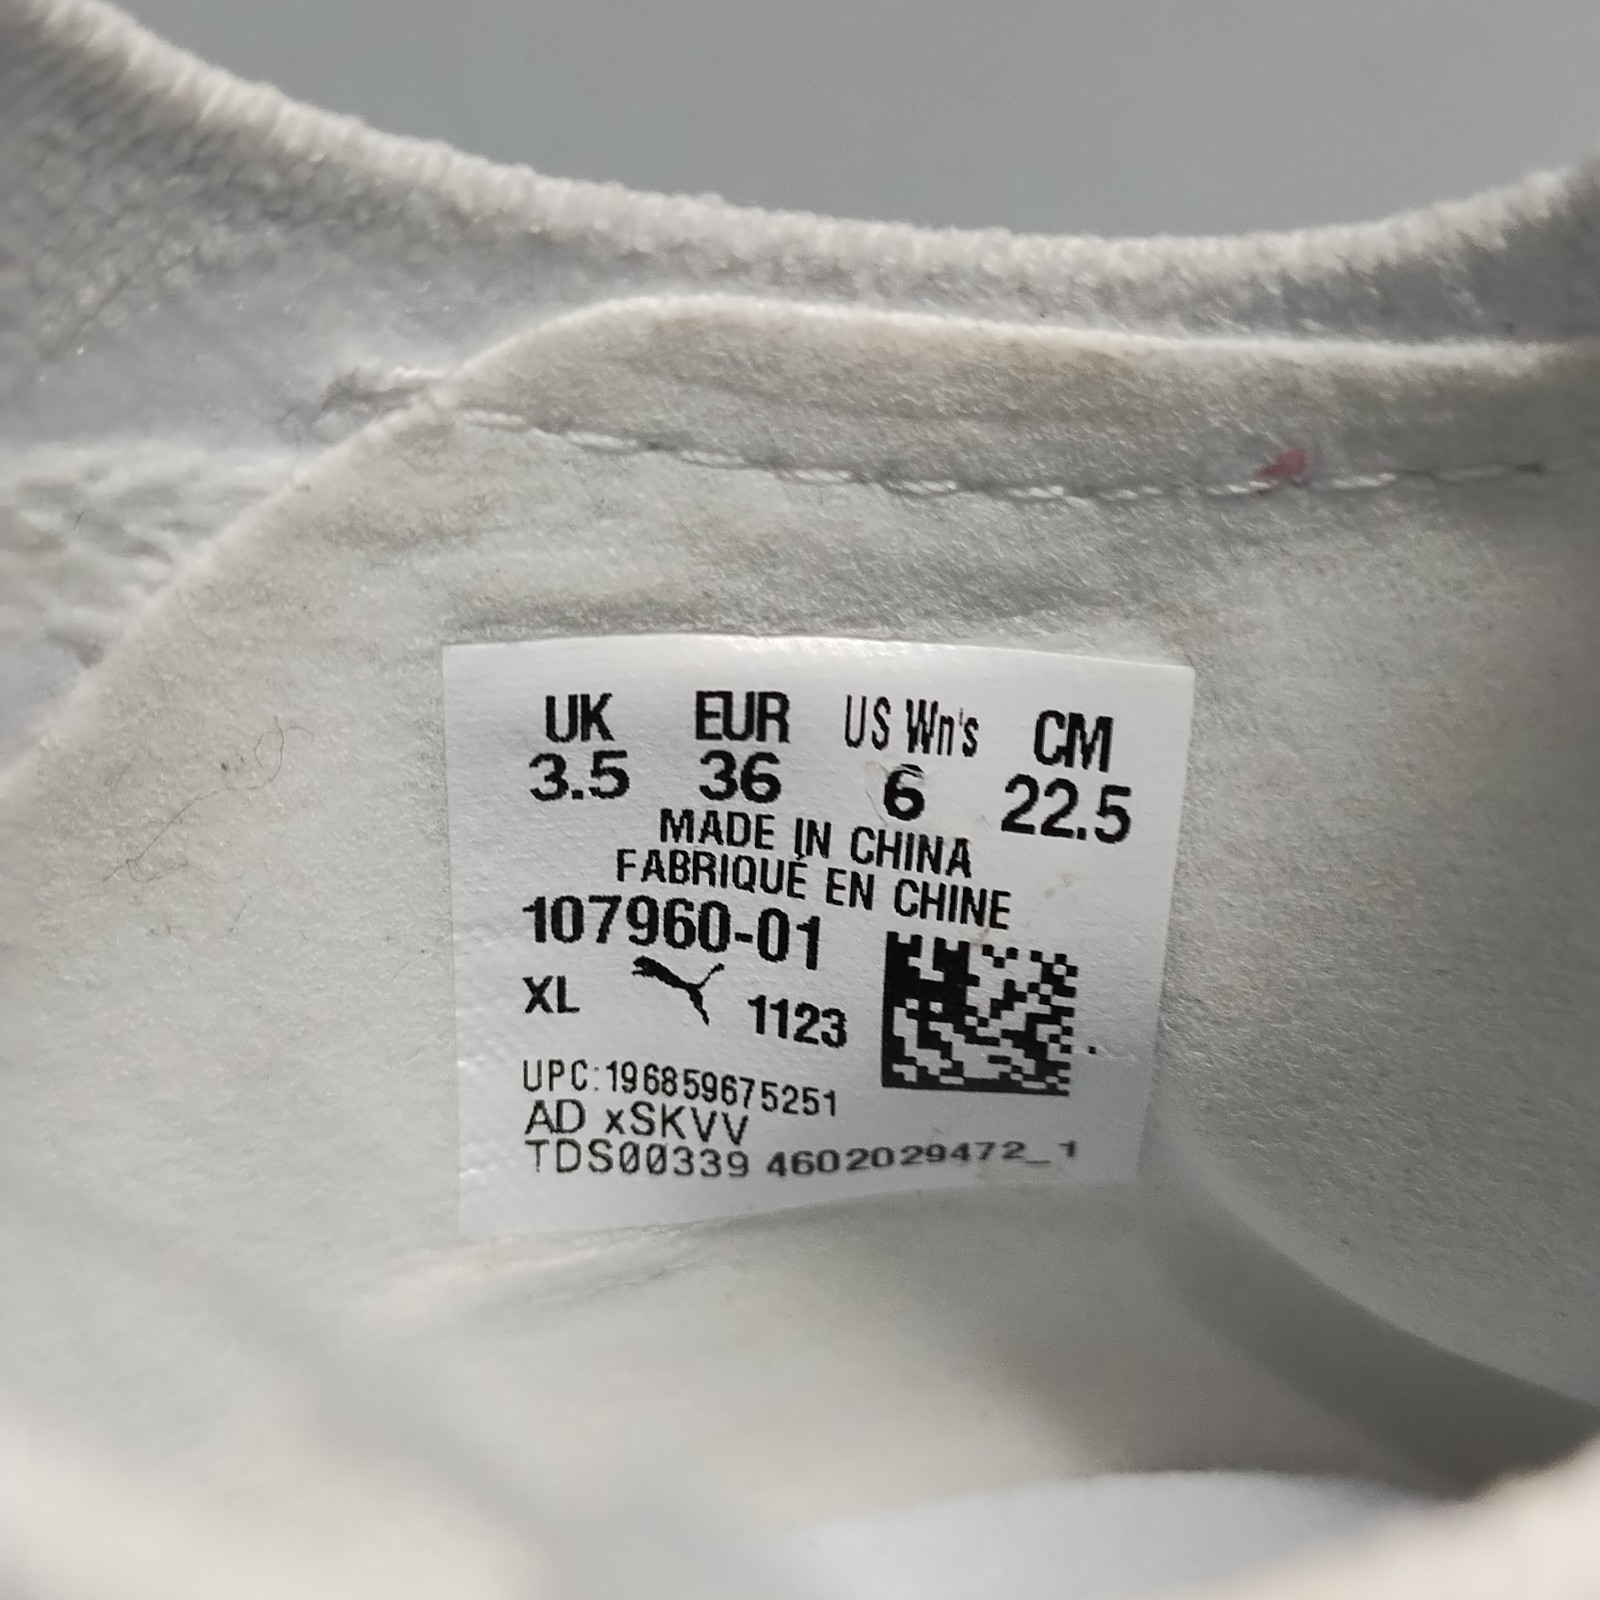 UK EUR US Wn's CM
3.5 36 6 22.5
MADE IN CHINA
FABRIQUÉ EN CHINE
107960-01
XL 1123
UPC:196859675251
AD xSKVV
TDS00339 4602029472_1